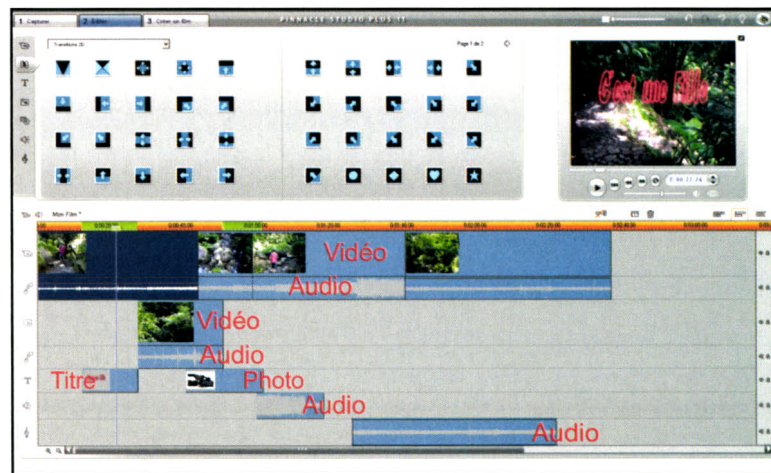 1 Capturer 2 Editer 3 Créer un film PINNACLE STUDIO PLUS 11
Transitions 2D Page 1 de 2
C'est une Fille
Mon Film *
Vidéo
Audio
Vidéo
Audio
Titre Photo
Audio
Audio